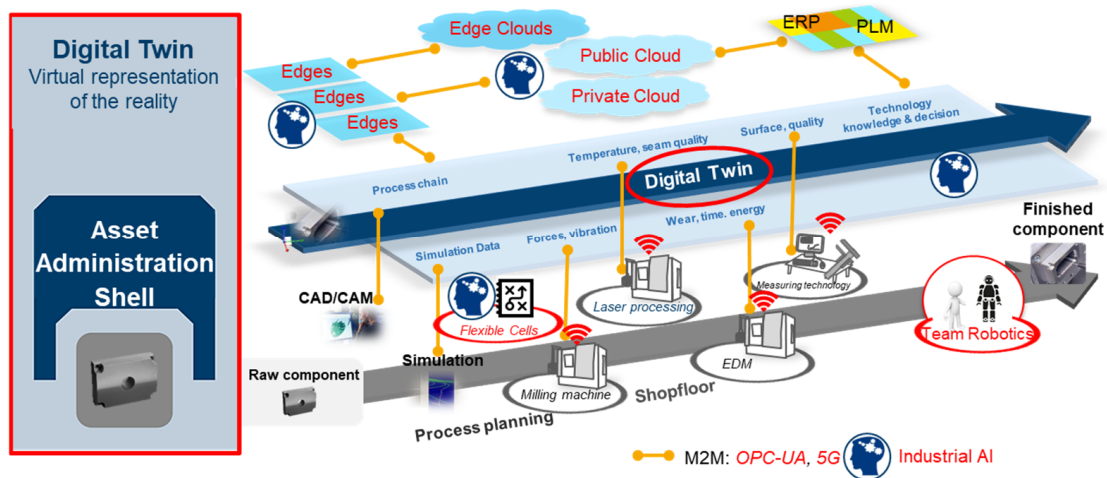 Digital Twin
Virtual representation
of the reality
Asset
Administration
Shell
Edge Clouds
Edges
Edges
Edges
Public Cloud
Private Cloud
ERP
PLM
Process chain
Temperature, seam quality
Surface, quality
Technology
knowledge & decision
Digital Twin
Simulation Data
Forces, vibration
Wear, time. energy
Finished
component
CAD/CAM
Flexible Cells
Laser processing
Measuring technology
Team Robotics
Simulation
Raw component
Milling machine
EDM
Process planning
Shopfloor
M2M: OPC-UA, 5G
Industrial AI